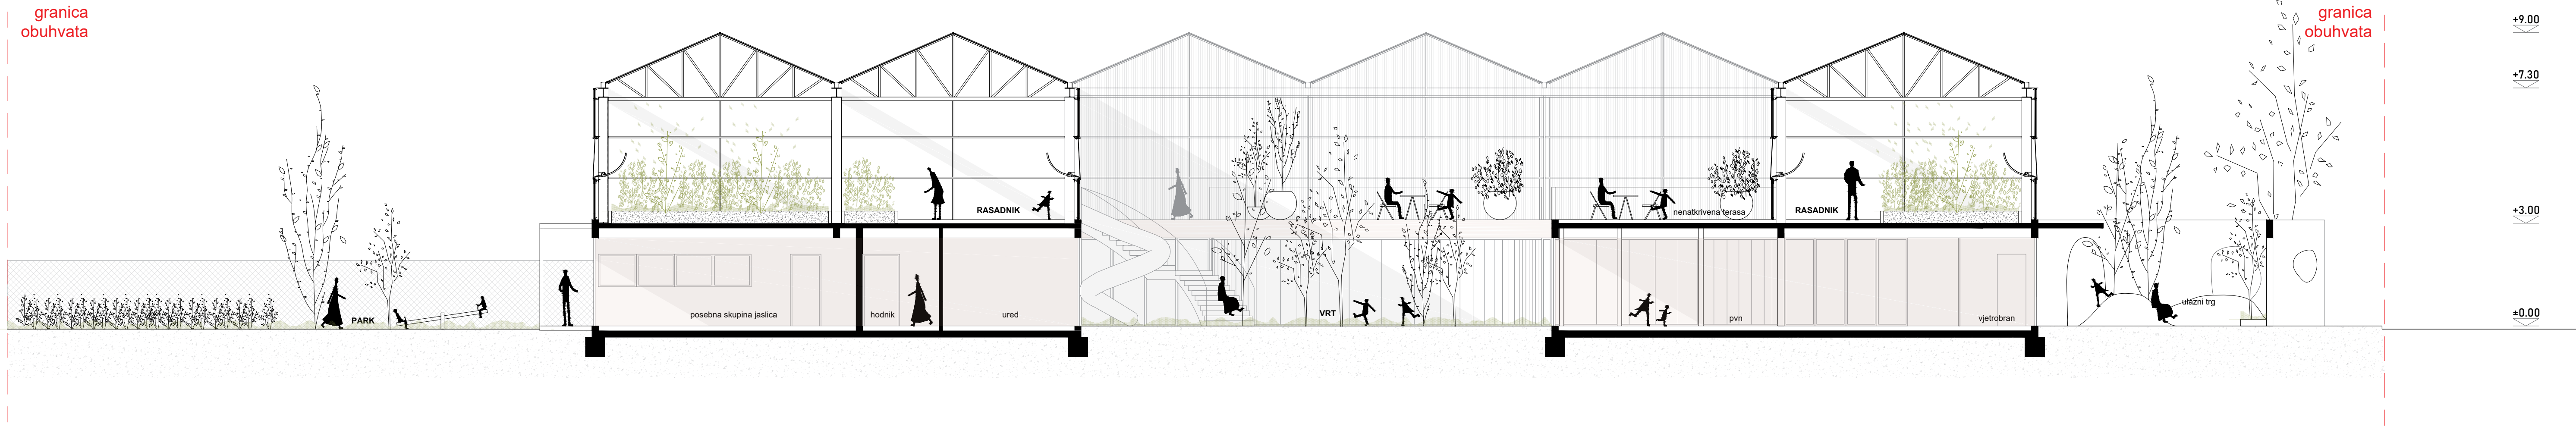 granica
obuhvata
granica
obuhvata
+9.00
+7.30
+3.00
±0.00
RASADNIK
nenatkrivena terasa
RASADNIK
PARK
posebna skupina jaslica
hodnik
ured
VRT
pvn
vjetrobran
ulazni trg